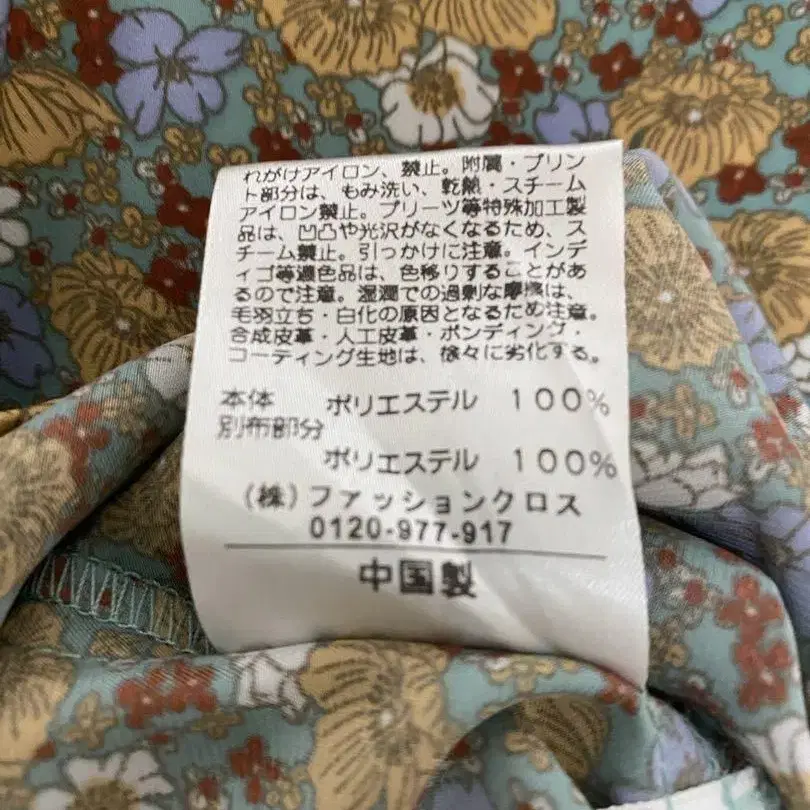 れがけアイロン、禁止。附属・プリン
ト部分は、もみ洗い、乾燥・スチーム
アイロン禁止。プリーツ等特殊加工製
品は、凹凸や光沢がなくなるため、ス
チーム禁止。引っかけに注意。インデ
ィゴ等濃色品は、色移りすることがあ
るので注意。湿潤での過剰な摩擦は、
毛羽立ち・白化の原因となるため注意。
合成皮革・人工皮革・ボンディング・
コーティング生地は、徐々に劣化する。
本体 ポリエステル 100%
別布部分
ポリエステル 100%
(株)ファッションクロス
0120-977-917
中国製